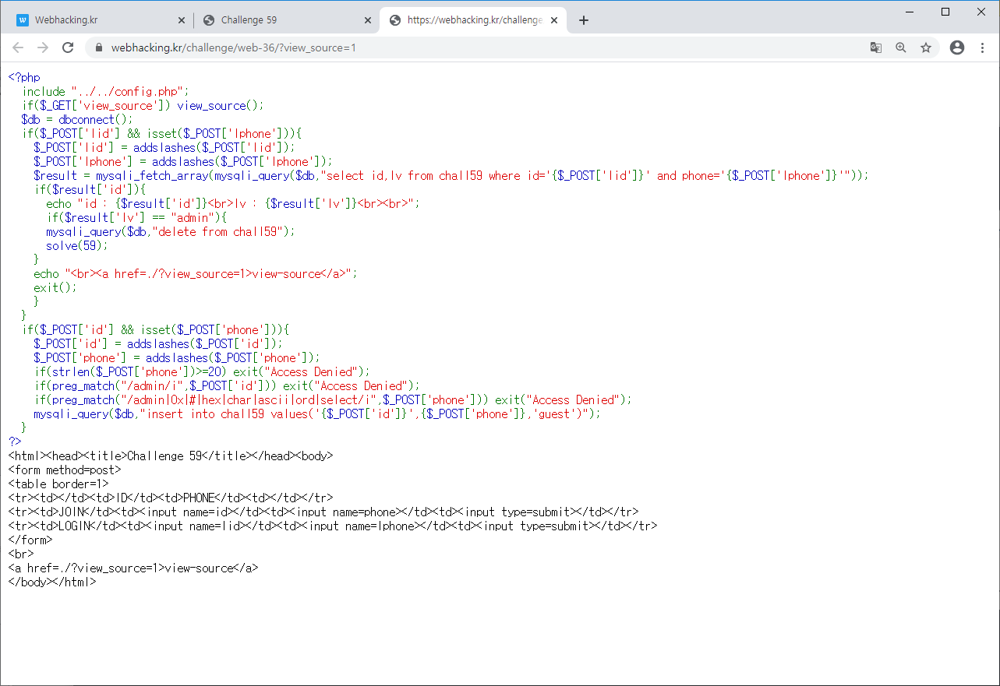 Webhacking.kr
Challenge 59
https://webhacking.kr/challenge
webhacking.kr/challenge/web-36/?view_source=1
<?php
  include "../../config.php";
  if($_GET['view_source']) view_source();
  $db = dbconnect();
  if($_POST['lid'] && isset($_POST['lphone'])){
    $_POST['lid'] = addslashes($_POST['lid']);
    $_POST['lphone'] = addslashes($_POST['lphone']);
    $result = mysqli_fetch_array(mysqli_query($db,"select id,lv from chall59 where id='{$_POST['lid']}' and phone='{$_POST['lphone']}'"));
    if($result['id']){
      echo "id : {$result['id']}<br>lv : {$result['lv']}<br><br>";
      if($result['lv'] == "admin"){
      mysqli_query($db,"delete from chall59");
      solve(59);
    }
    echo "<br><a href=./?view_source=1>view-source</a>";
    exit();
    }
  }
  if($_POST['id'] && isset($_POST['phone'])){
    $_POST['id'] = addslashes($_POST['id']);
    $_POST['phone'] = addslashes($_POST['phone']);
    if(strlen($_POST['phone'])>=20) exit("Access Denied");
    if(preg_match("/admin/i",$_POST['id'])) exit("Access Denied");
    if(preg_match("/admin|0x|#|hex|char|ascii|ord|select/i",$_POST['phone'])) exit("Access Denied");
    mysqli_query($db,"insert into chall59 values('{$_POST['id']}',{$_POST['phone']},'guest')");
  }
?>
<html><head><title>Challenge 59</title></head><body>
<form method=post>
<table border=1>
<tr><td></td><td>ID</td><td>PHONE</td><td></td></tr>
<tr><td>JOIN</td><td><input name=id></td><td><input name=phone></td><td><input type=submit></td></tr>
<tr><td>LOGIN</td><td><input name=lid></td><td><input name=lphone></td><td><input type=submit></td></tr>
</form>
<br>
<a href=./?view_source=1>view-source</a>
</body></html>